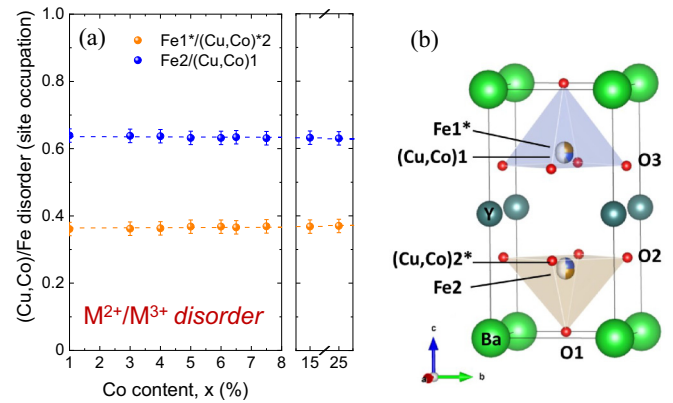 (a)
Fe1*/(Cu,Co)*2
Fe2/(Cu,Co)1
(Cu,Co)/Fe disorder (site occupation)
1.0
0.8
0.6
0.4
0.2
0
M²⁺/M³⁺ disorder
1 2 3 4 5 6 7 8 15 25
Co content, x (%)
(b)
Fe1*
(Cu,Co)1
O3
Y
(Cu,Co)2*
O2
Fe2
Ba
O1
c
a
b